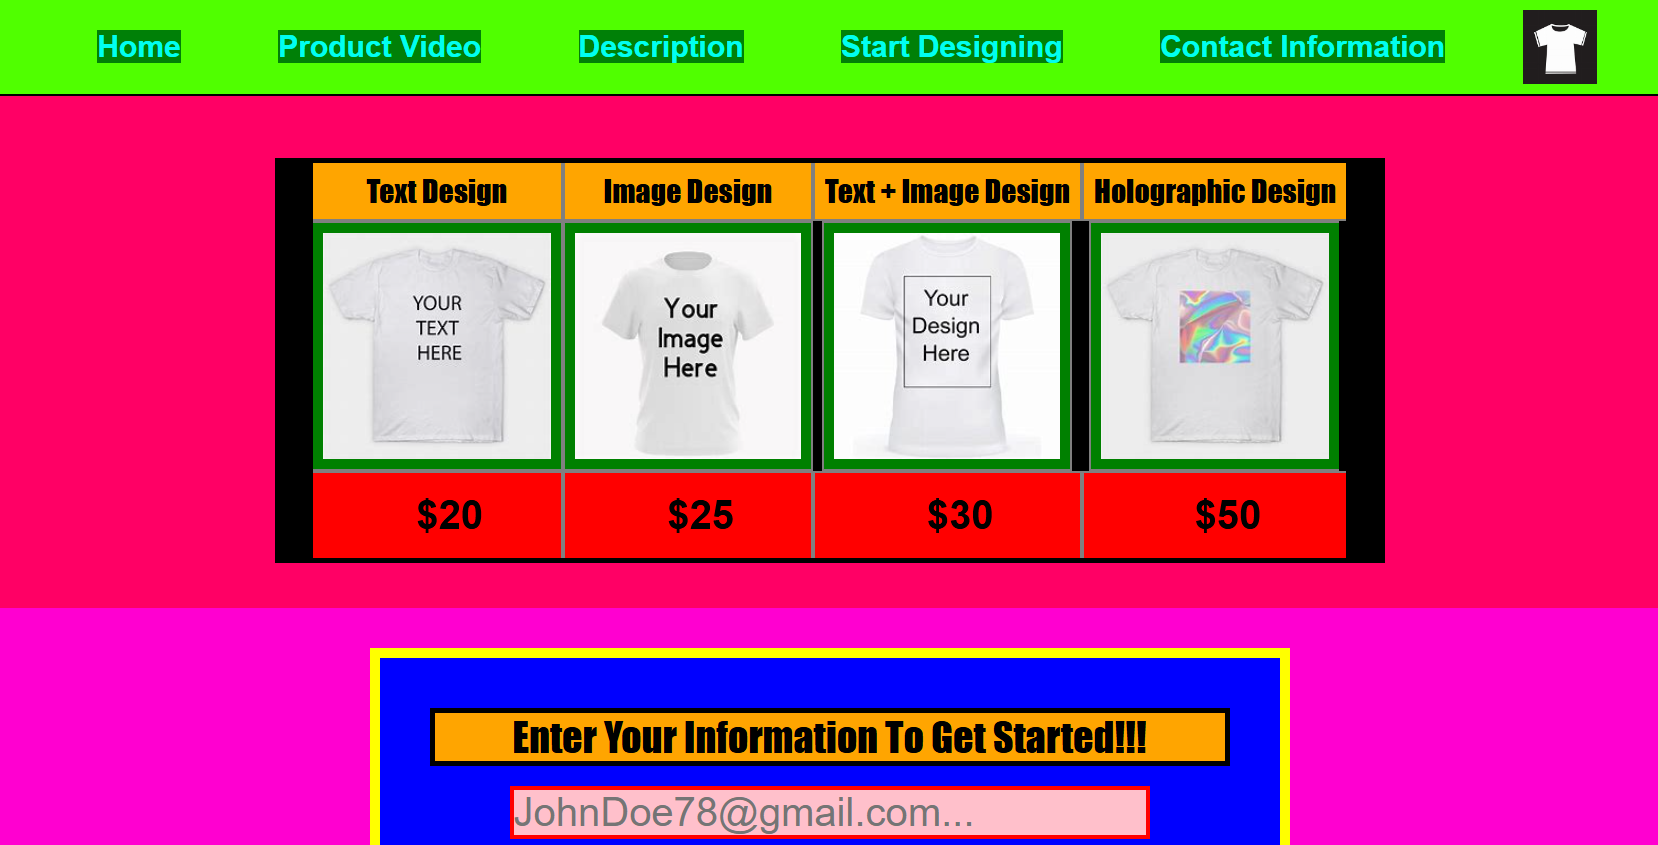 Home Product Video Description Start Designing Contact Information
Text Design Image Design Text + Image Design Holographic Design
YOUR
TEXT
HERE
Your
Image
Here
Your
Design
Here
$20 $25 $30 $50
Enter Your Information To Get Started!!!
JohnDoe78@gmail.com...